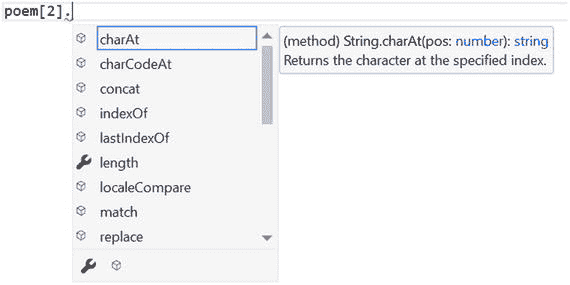 poem[2].
charAt
(method) String.charAt(pos: number): string
Returns the character at the specified index.
charCodeAt
concat
indexOf
lastIndexOf
length
localeCompare
match
replace